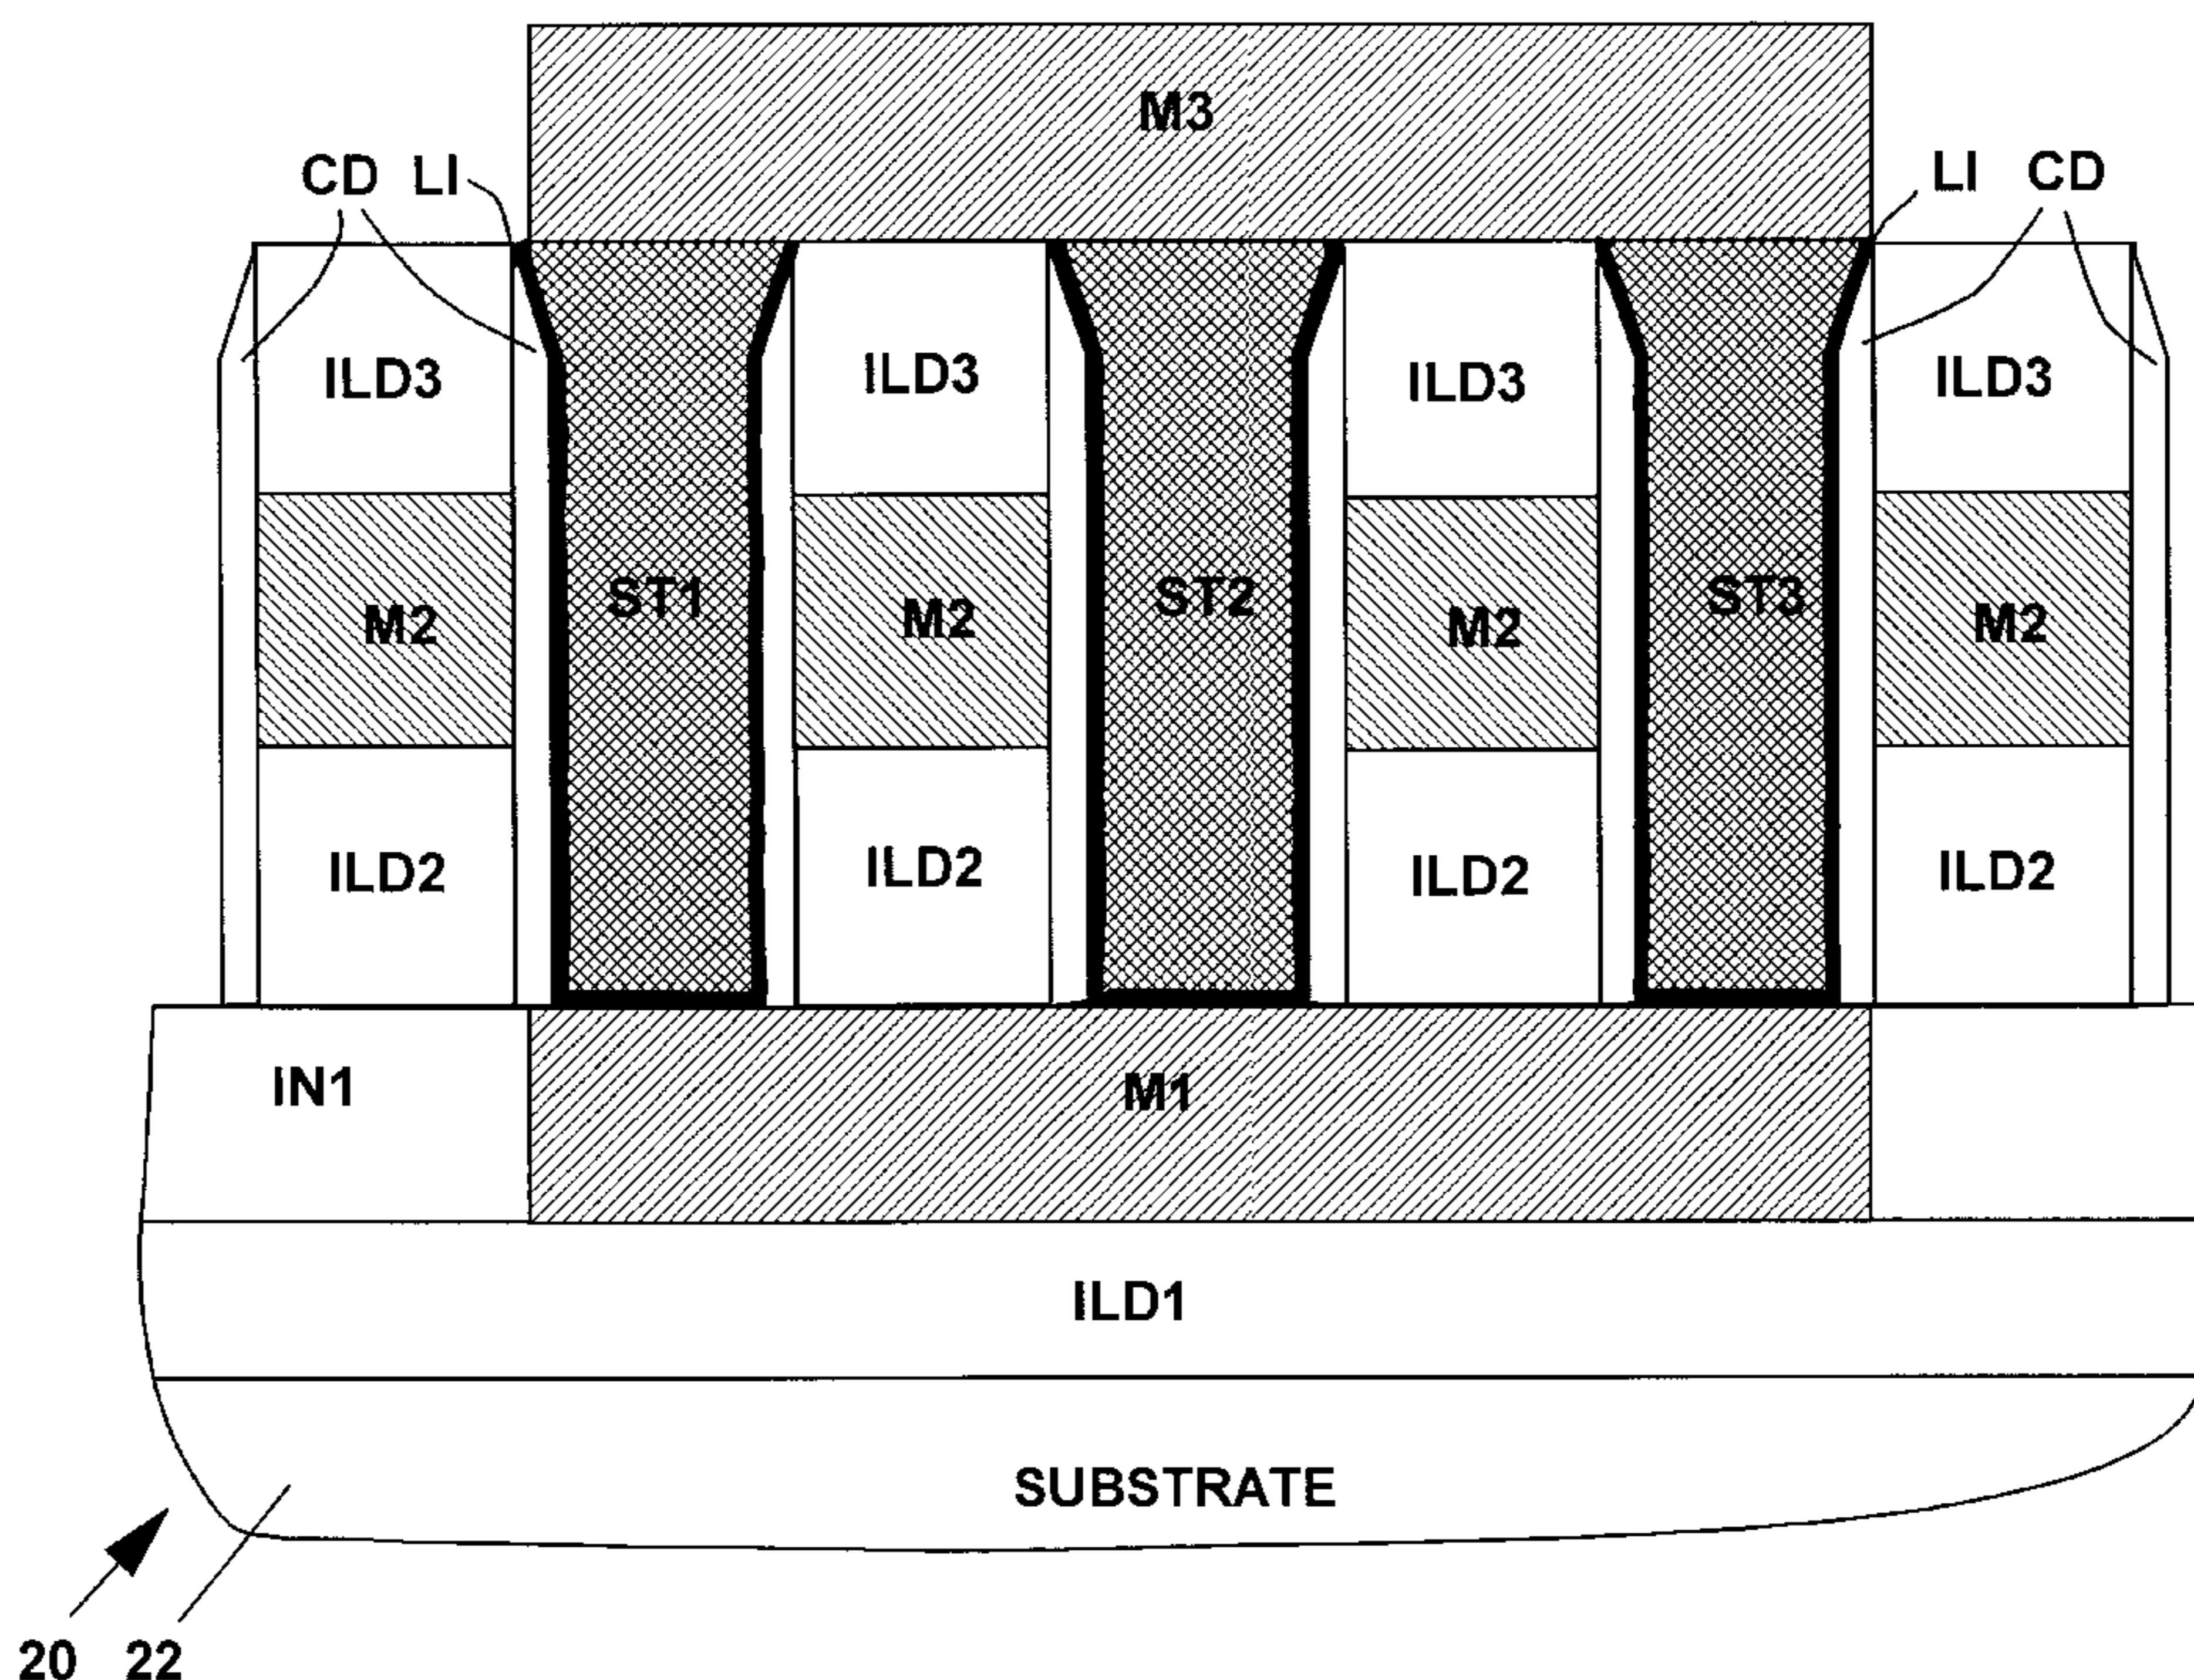 M3
CD LI
LI CD
ILD3 ILD3 ILD3 ILD3
ST1 ST2 ST3
M2 M2 M2 M2
ILD2 ILD2 ILD2 ILD2
IN1 M1
ILD1
SUBSTRATE
20 22